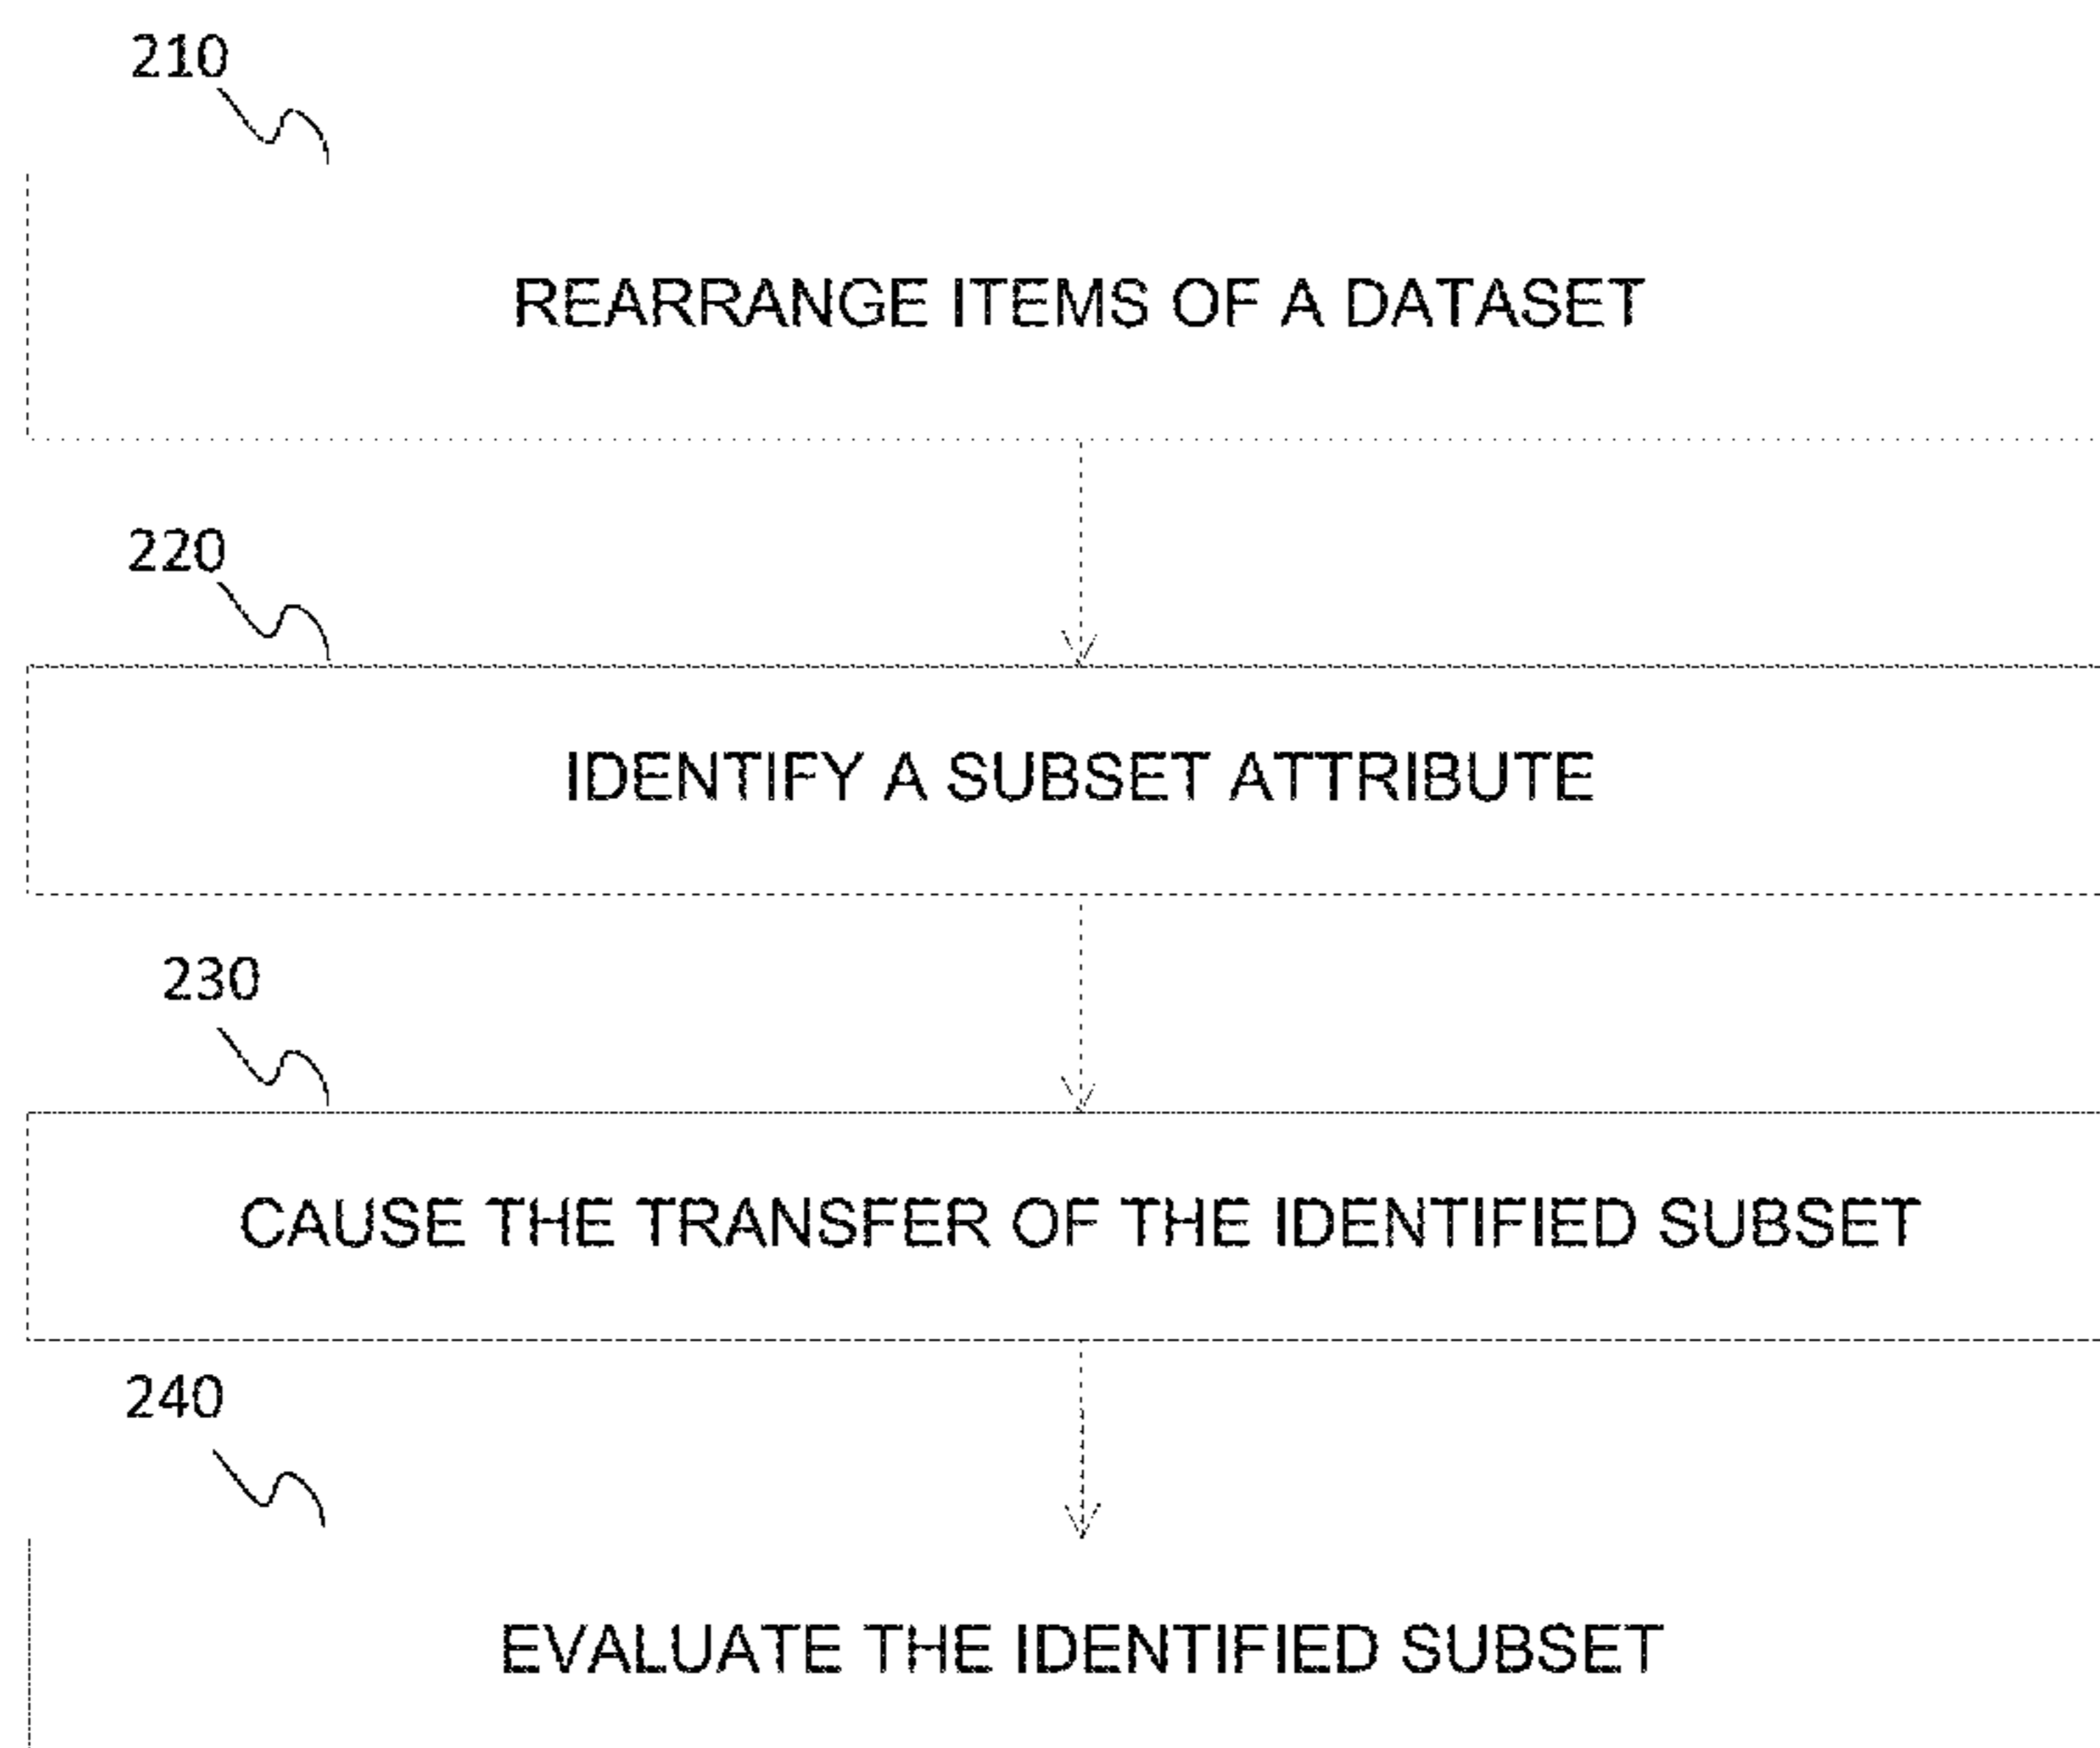 210
REARRANGE ITEMS OF A DATASET
220
IDENTIFY A SUBSET ATTRIBUTE
230
CAUSE THE TRANSFER OF THE IDENTIFIED SUBSET
240
EVALUATE THE IDENTIFIED SUBSET